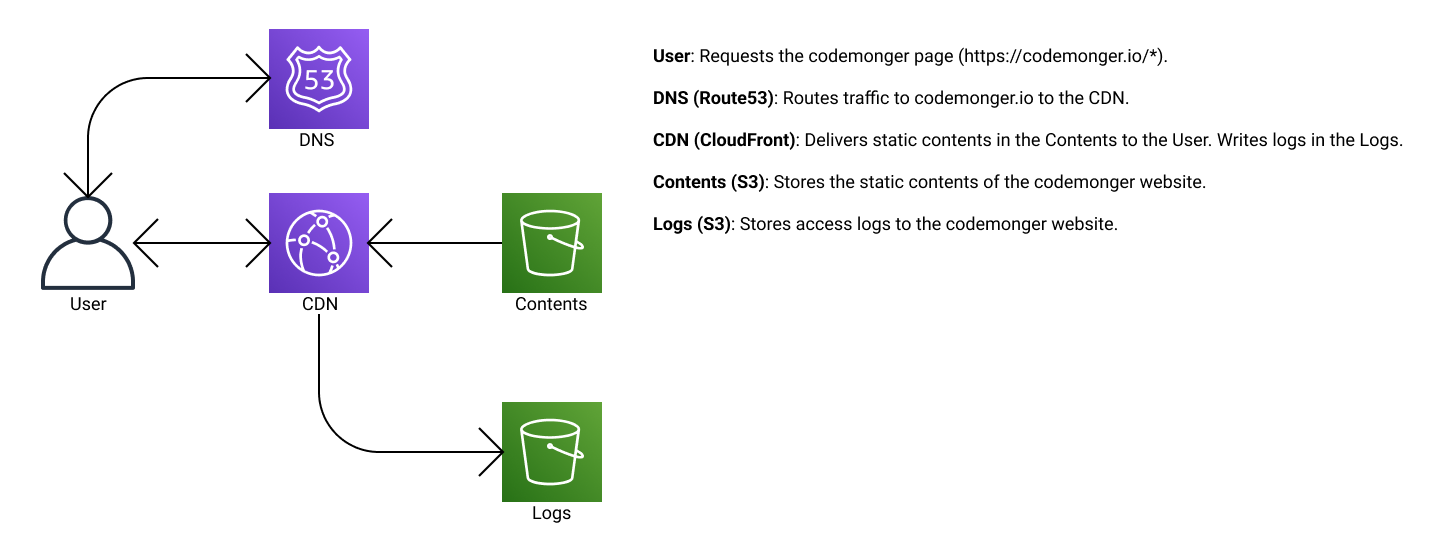 53
DNS
User
CDN
Contents
Logs
User: Requests the codemonger page (https://codemonger.io/*).
DNS (Route53): Routes traffic to codemonger.io to the CDN.
CDN (CloudFront): Delivers static contents in the Contents to the User. Writes logs in the Logs.
Contents (S3): Stores the static contents of the codemonger website.
Logs (S3): Stores access logs to the codemonger website.